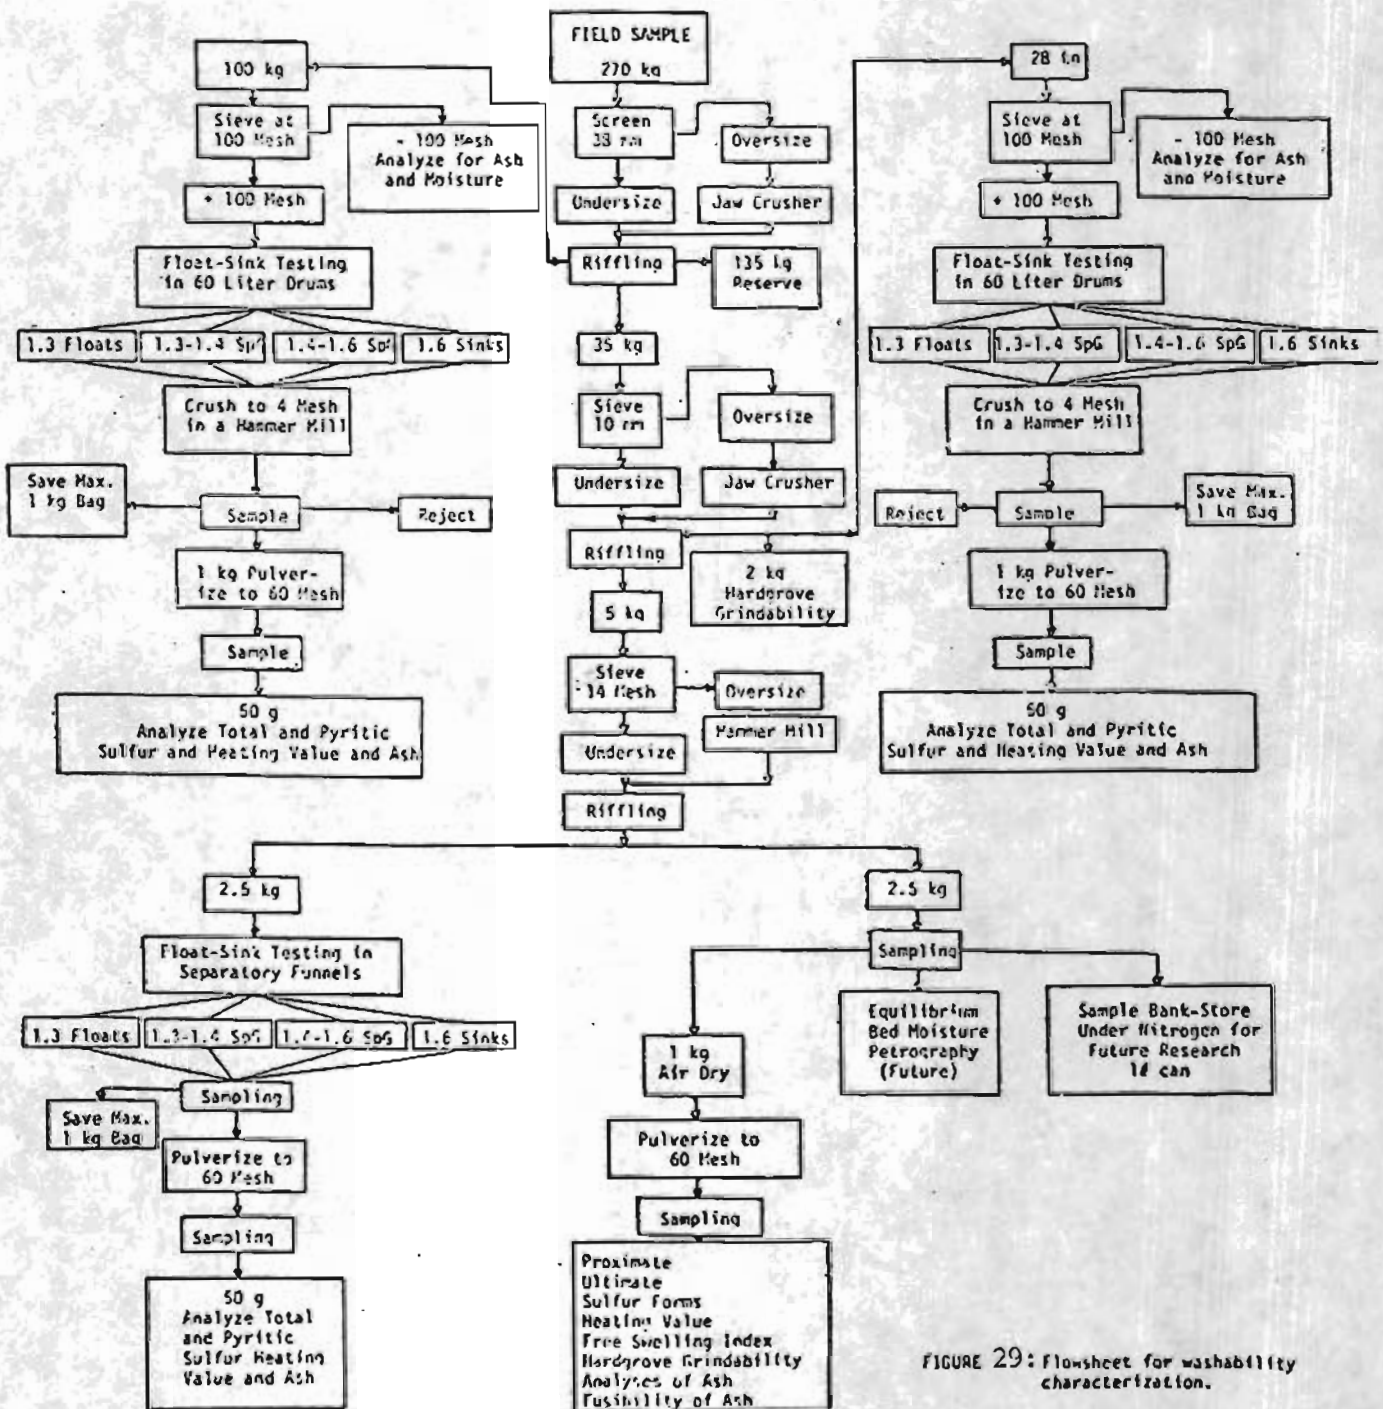 FIELD SAMPLE
270 kg
Screen
38 mm
Oversize
Undersize
Jaw Crusher
Riffling
135 kg
Reserve
35 kg
Sieve
10 mm
Oversize
Undersize
Jaw Crusher
Riffling
2 kg
Hardgrove
Grindability
5 kg
Sieve
14 Mesh
Oversize
Hammer Mill
Undersize
Riffling
100 kg
Sieve at
100 Mesh
- 100 Mesh
Analyze for Ash
and Moisture
+ 100 Mesh
Float-Sink Testing
in 60 Liter Drums
1.3 Floats
1.3-1.4 SpG
1.4-1.6 SpG
1.6 Sinks
Crush to 4 Mesh
in a Hammer Mill
Save Max.
1 kg Bag
Sample
Reject
1 kg Pulver-
ize to 60 Mesh
Sample
50 g
Analyze Total and Pyritic
Sulfur and Heating Value and Ash
28 kg
Sieve at
100 Mesh
- 100 Mesh
Analyze for Ash
and Moisture
+ 100 Mesh
Float-Sink Testing
in 60 Liter Drums
1.3 Floats
1.3-1.4 SpG
1.4-1.6 SpG
1.6 Sinks
Crush to 4 Mesh
in a Hammer Mill
Reject
Sample
Save Max.
1 kg Bag
1 kg Pulver-
ize to 60 Mesh
Sample
50 g
Analyze Total and Pyritic
Sulfur and Heating Value and Ash
2.5 kg
Float-Sink Testing in
Separatory Funnels
1.3 Floats
1.3-1.4 SpG
1.4-1.6 SpG
1.6 Sinks
Sampling
Save Max.
1 kg Bag
Pulverize to
60 Mesh
Sampling
50 g
Analyze Total
and Pyritic
Sulfur Heating
Value and Ash
2.5 kg
Sampling
1 kg
Air Dry
Equilibrium
Bed Moisture
Petrography
(Future)
Sample Bank-Store
Under Nitrogen for
Future Research
1# can
Pulverize to
60 Mesh
Sampling
Proximate
Ultimate
Sulfur Forms
Heating Value
Free Swelling Index
Hardgrove Grindability
Analyses of Ash
Fusibility of Ash
FIGURE 29: Flowsheet for washability
characterization.